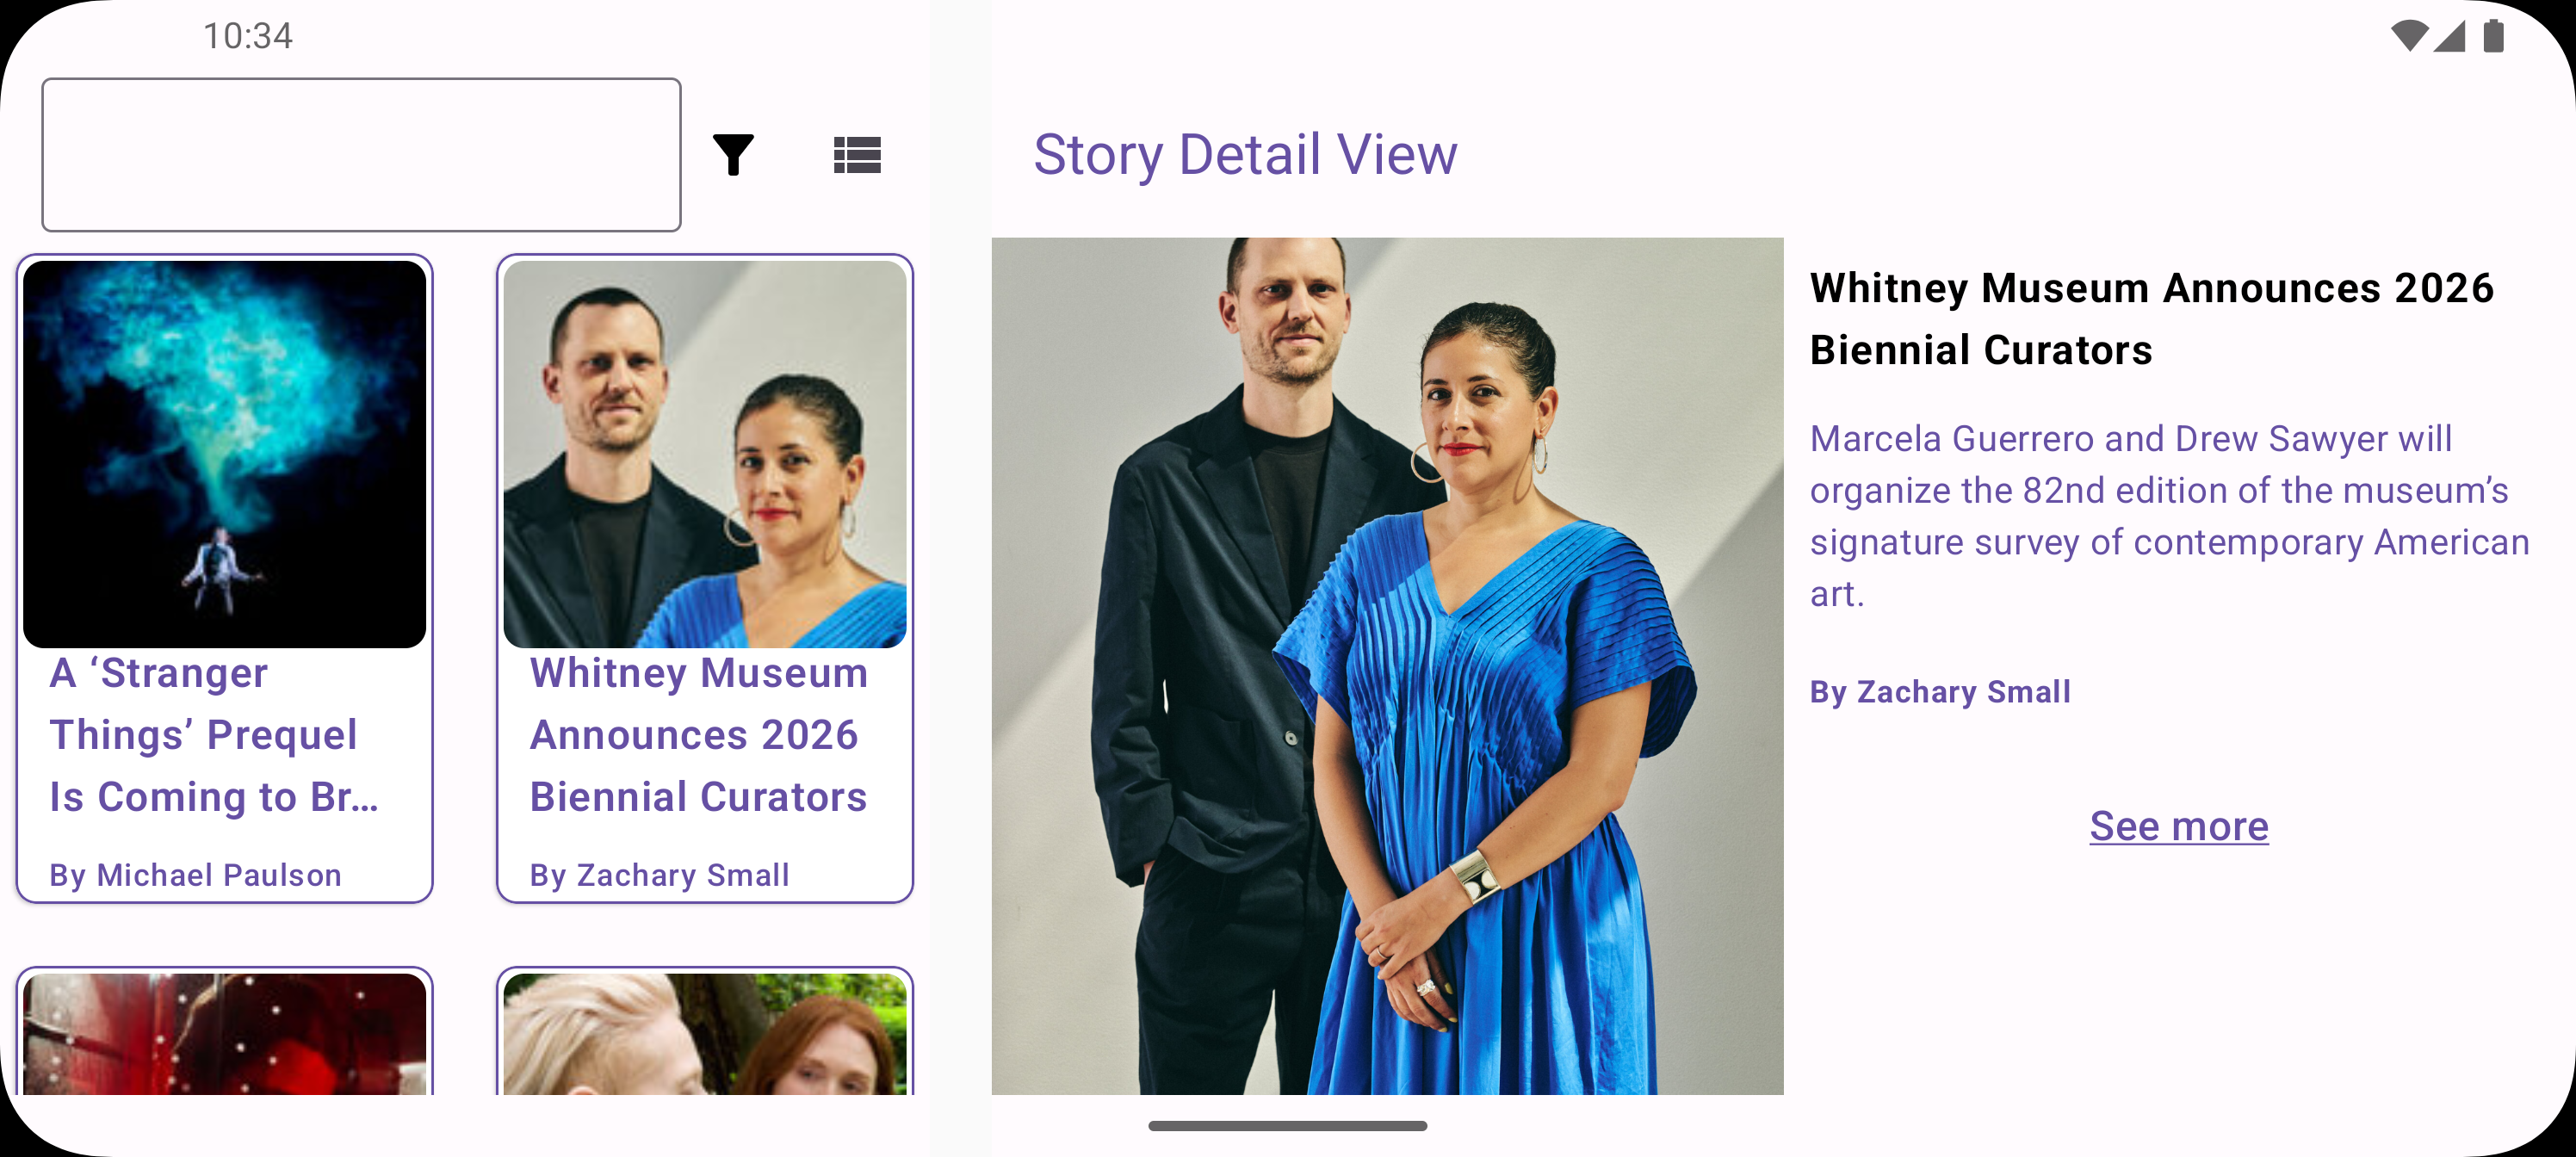 10:34
A ‘Stranger
Things’ Prequel
Is Coming to Br…
By Michael Paulson
Whitney Museum
Announces 2026
Biennial Curators
By Zachary Small
Story Detail View
Whitney Museum Announces 2026
Biennial Curators
Marcela Guerrero and Drew Sawyer will
organize the 82nd edition of the museum’s
signature survey of contemporary American
art.
By Zachary Small
See more